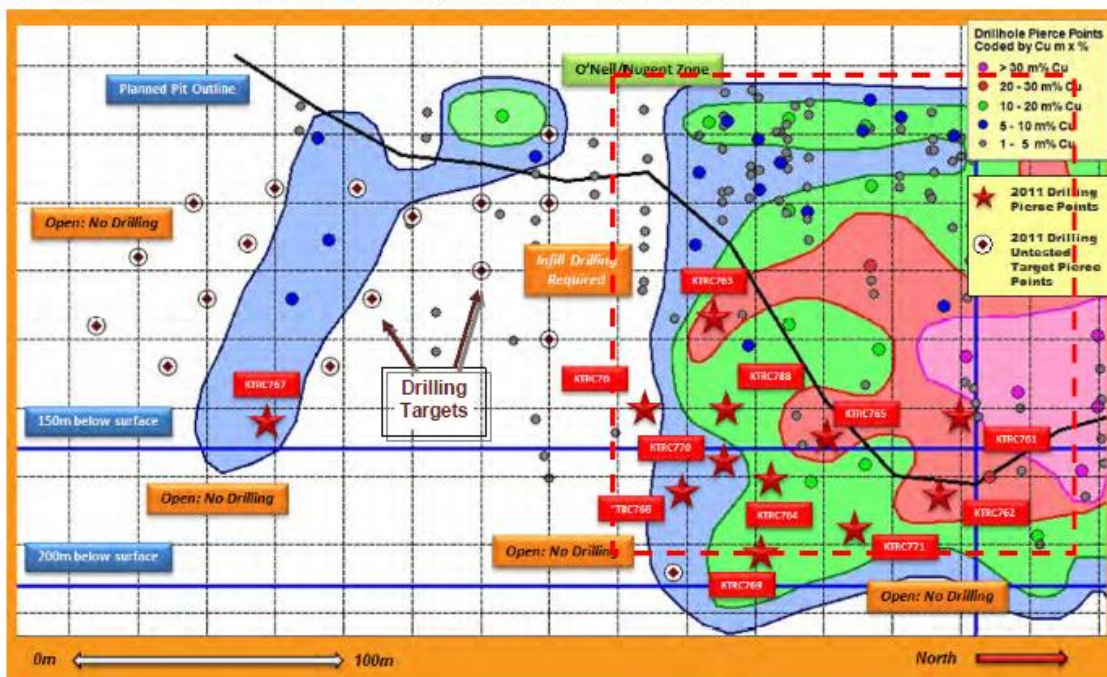 Drillhole Pierce Points
Coded by Cu m x %
> 30 m% Cu
20 - 30 m% Cu
10 - 20 m% Cu
5 - 10 m% Cu
1 - 5 m% Cu
2011 Drilling
Pierce Points
2011 Drilling
Untested
Target Pierce
Points
O'Neil/Nugent Zone
Planned Pit Outline
Open: No Drilling
Infill Drilling
Required
KTRC763
KTRC767
Drilling
Targets
KTRC76
KTRC788
KTRC765
150m below surface
KTRC770
KTRC761
Open: No Drilling
KTRC764
KTRC762
200m below surface
Open: No Drilling
KTRC771
KTRC769
Open: No Drilling
0m
100m
North